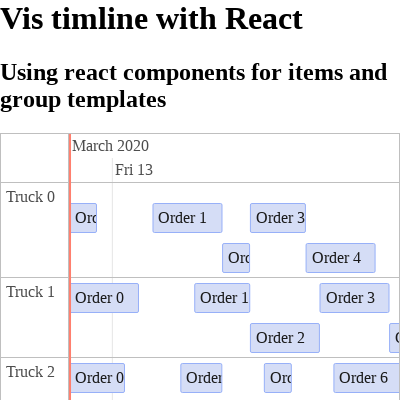 Vis timline with React
Using react components for items and
group templates
March 2020
Fri 13
Truck 0
Order 1
Order 3
Order 4
Truck 1
Order 0
Order 1
Order 3
Order 2
Truck 2
Order 0
Order 6